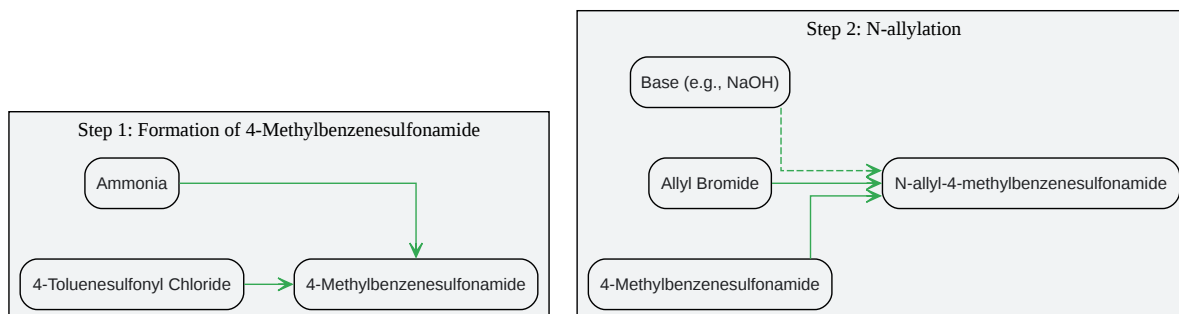 Step 1: Formation of 4-Methylbenzenesulfonamide
Ammonia
4-Toluenesulfonyl Chloride
4-Methylbenzenesulfonamide
Step 2: N-allylation
Base (e.g., NaOH)
Allyl Bromide
N-allyl-4-methylbenzenesulfonamide
4-Methylbenzenesulfonamide